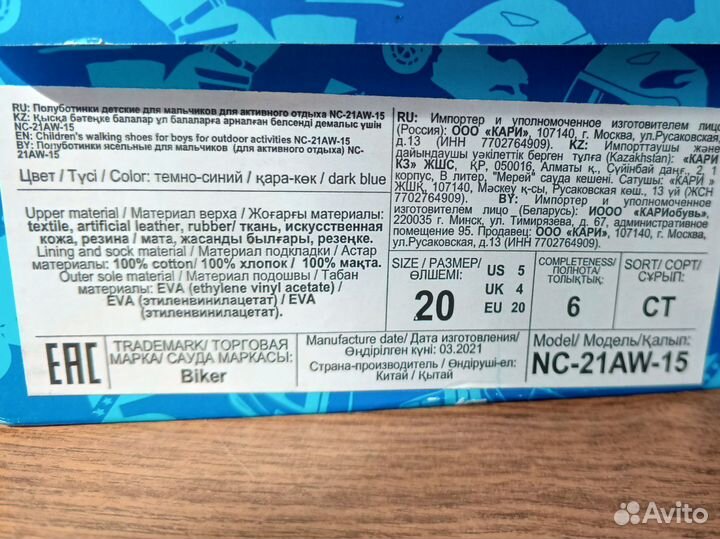 RU: Полуботинки детские для мальчиков для активного отдыха NC-21AW-15
KZ: Қысқа бәтеңке балалар ұл балаларға арналған белсенді демалыс үшін
NC-21AW-15
EN: Children's walking shoes for boys for outdoor activities NC-21AW-15
BY: Полуботинки ясельные для мальчиков (для активного отдыха) NC-
21AW-15
Цвет / Түсі / Color: темно-синий / қара-көк / dark blue
RU: Импортер и уполномоченное изготовителем лицо
(Россия): ООО «КАРИ», 107140, г. Москва, ул.Русаковская,
д.13 (ИНН 7702764909). KZ: Импорттаушы және
дайындаушы уәкілеттік берген тұлға (Kazakhstan): «КАРИ
КЗ» ЖШС, ҚР, 050016, Алматы қ., Сүйінбай даңғ., 2, 1
корпус, В литер, "Мерей" сауда кешені. Сатушы: «КАРИ »
ЖШҚ, 107140, Мәскеу қ-сы, Русаковская көш., 13 үй (ЖСН
7702764909). BY: Импортер и уполномоченное
изготовителем лицо (Беларусь): ИООО «КАРИобувь»,
220035 г. Минск, ул. Тимирязева, д. 67, административное
помещение 95. Продавец: ООО «КАРИ», 107140, г. Москва,
ул.Русаковская, д.13 (ИНН 7702764909).
Upper material / Материал верха / Жоғарғы материалы:
textile, artificial leather, rubber/ ткань, искусственная
кожа, резина / мата, жасанды былғары, резеңке.
Lining and sock material / Материал подкладки / Астар
материалы: 100% cotton/ 100% хлопок / 100% мақта.
Outer sole material / Материал подошвы / Табан
материалы: EVA (ethylene vinyl acetate) /
EVA (этиленвинилацетат) / EVA
(этиленвинилацетат).
SIZE / РАЗМЕР/
ӨЛШЕМІ:
20
US 5
UK 4
EU 20
COMPLETENESS/
ПОЛНОТА/
ТОЛЫҚТЫҚ:
6
SORT/ СОРТ/
СҰРЫП:
СТ
EAC
TRADEMARK/ ТОРГОВАЯ
МАРКА/ САУДА МАРКАСЫ:
Biker
Manufacture date/ Дата изготовления/
Өндірілген күні: 03.2021
Страна-производитель / Өндіруші-ел:
Китай / Қытай
Model/ Модель/Қалып:
NC-21AW-15
Avito